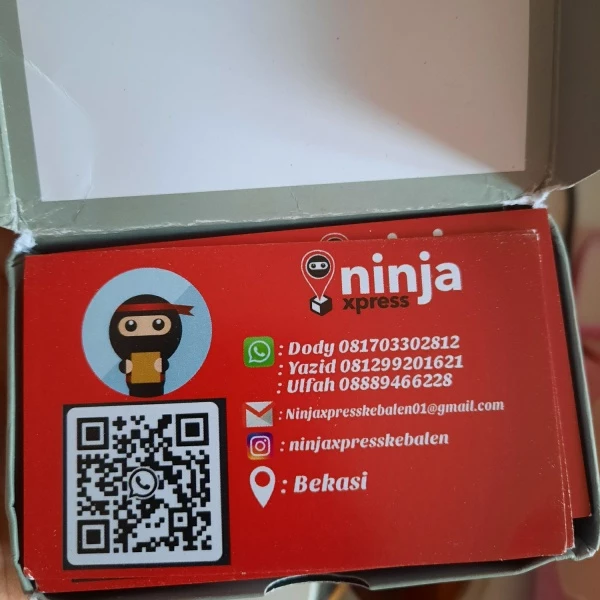 ninja
xpress
: Dody 081703302812
: Yazid 081299201621
: Ulfah 08889466228
: Ninjaxpresskebalen01@gmail.com
: ninjaxpresskebalen
: Bekasi